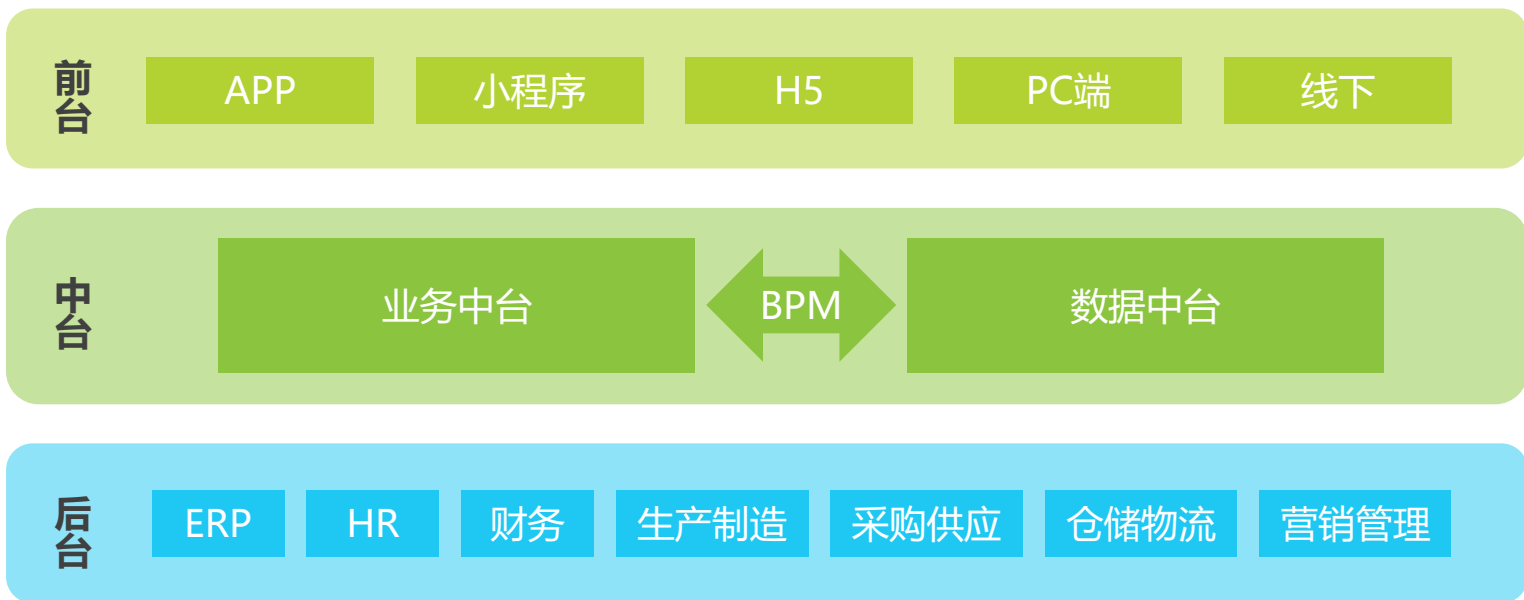 前台
APP
小程序
H5
PC端
线下
中台
业务中台
BPM
数据中台
后台
ERP
HR
财务
生产制造
采购供应
仓储物流
营销管理